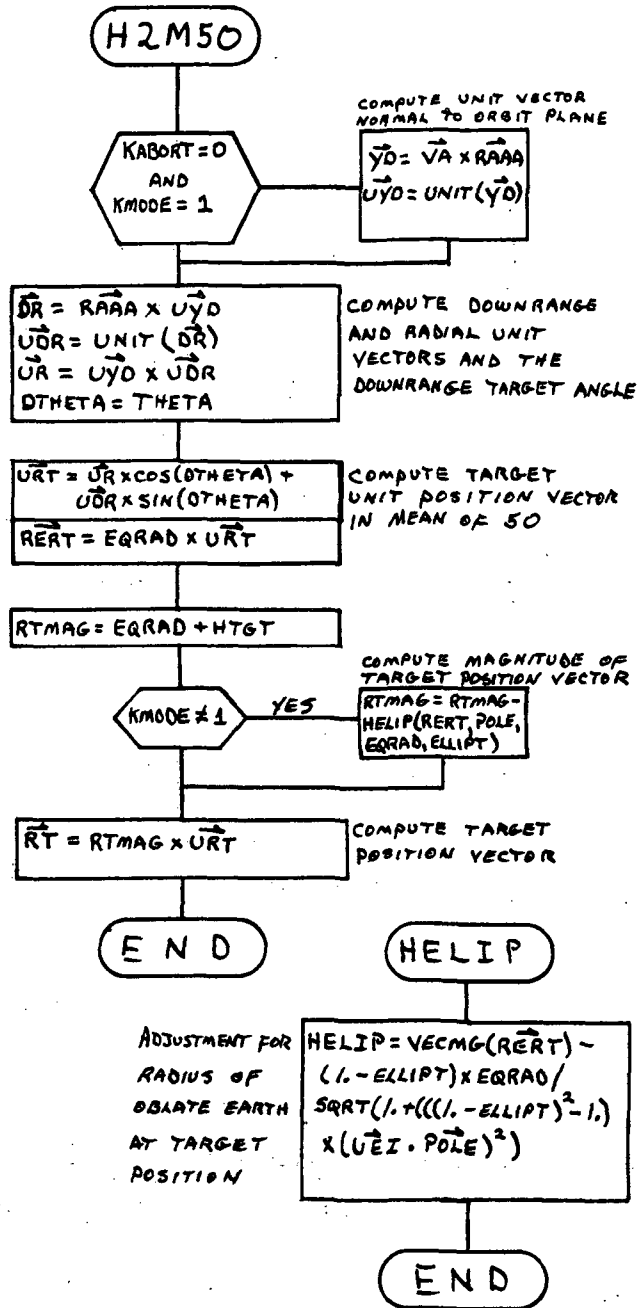 H2M50
COMPUTE UNIT VECTOR
NORMAL TO ORBIT PLANE
KABORT=0
AND
KMODE = 1
YD = VA x RAAA
UYD = UNIT(YD)
DR = RAAA x UYD
UDR = UNIT (DR)
UR = UYD x UDR
DTHETA = THETA
COMPUTE DOWNRANGE
AND RADIAL UNIT
VECTORS AND THE
DOWNRANGE TARGET ANGLE
URT = UR x COS(DTHETA) +
UDR x SIN(DTHETA)
RERT = EQRAD x URT
COMPUTE TARGET
UNIT POSITION VECTOR
IN MEAN OF 50
RTMAG = EQRAD + HTGT
COMPUTE MAGNITUDE OF
TARGET POSITION VECTOR
KMODE ≠ 1
YES
RTMAG = RTMAG-
HELIP(RERT, POLE,
EQRAD, ELLIPT)
RT = RTMAG x URT
COMPUTE TARGET
POSITION VECTOR
END
HELIP
ADJUSTMENT FOR
RADIUS OF
OBLATE EARTH
AT TARGET
POSITION
HELIP = VECMG(RERT) -
(1. - ELLIPT) x EQRAD /
SQRT(1. + (((1. - ELLIPT)² - 1.)
x (UEI . POLE)²)
END